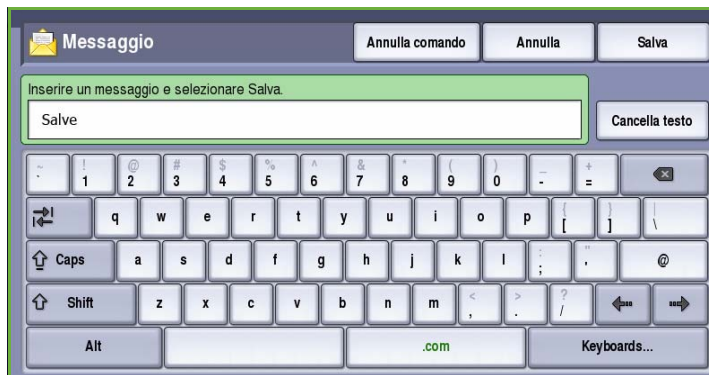 Messaggio Annulla comando Annulla Salva
Inserire un messaggio e selezionare Salva.
Salve Cancella testo
~ ` ! 1 @ 2 # 3 $ 4 % 5 ^ 6 & 7 * 8 ( 9 ) 0 _ - + =
q w e r t y u i o p { [ } ] | \
Caps a s d f g h j k l : ; " ' @
Shift z x c v b n m < , > . ? /
Alt .com Keyboards...